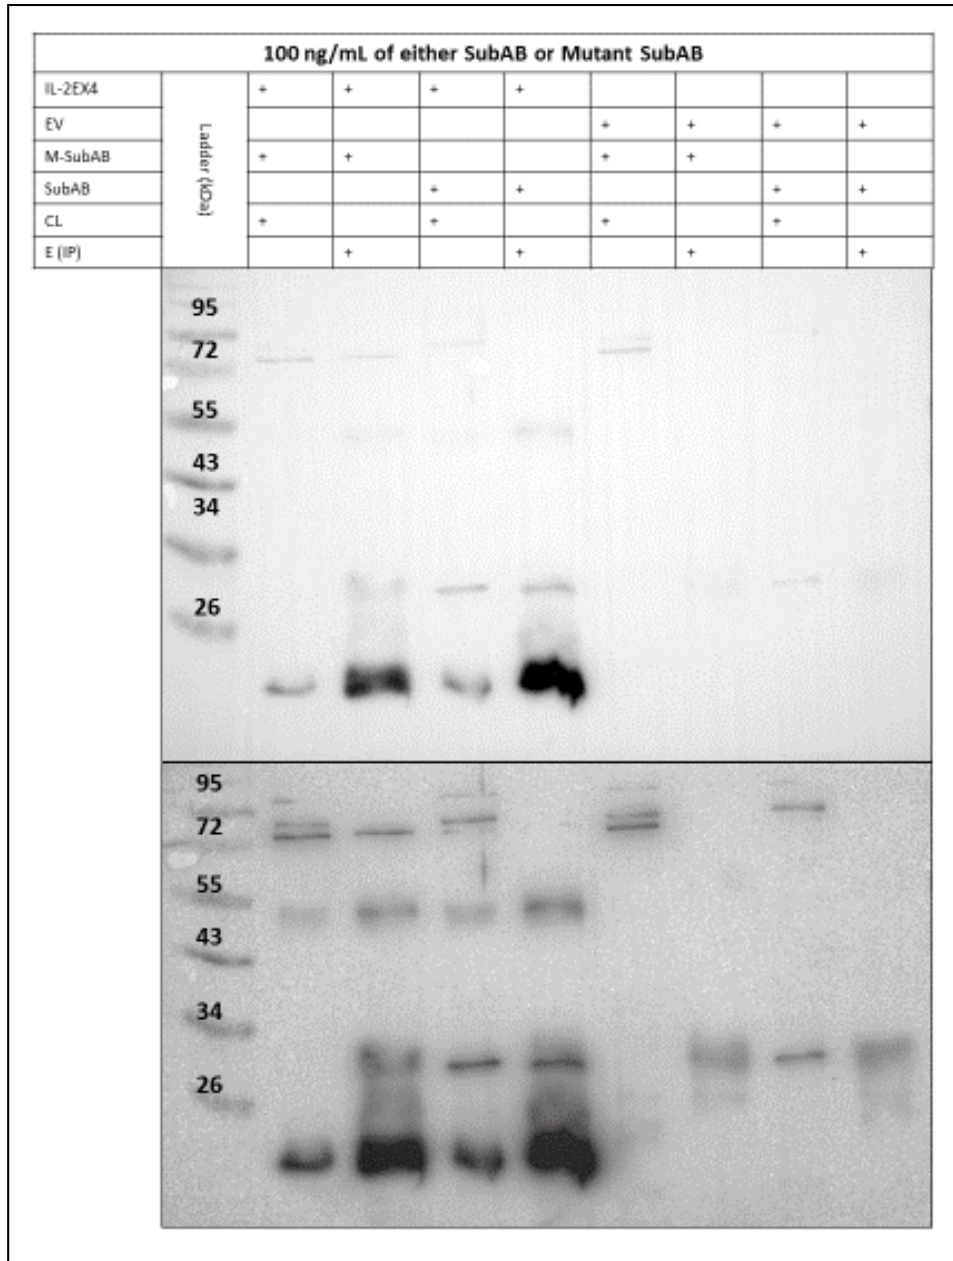 100 ng/mL of either SubAB or Mutant SubAB
IL-2EX4 + + + +
EV + + + +
M-SubAB + + + +
SubAB + + + +
CL + + + +
E (IP) + + + +
Ladder (kDa)
95
72
55
43
34
26
95
72
55
43
34
26